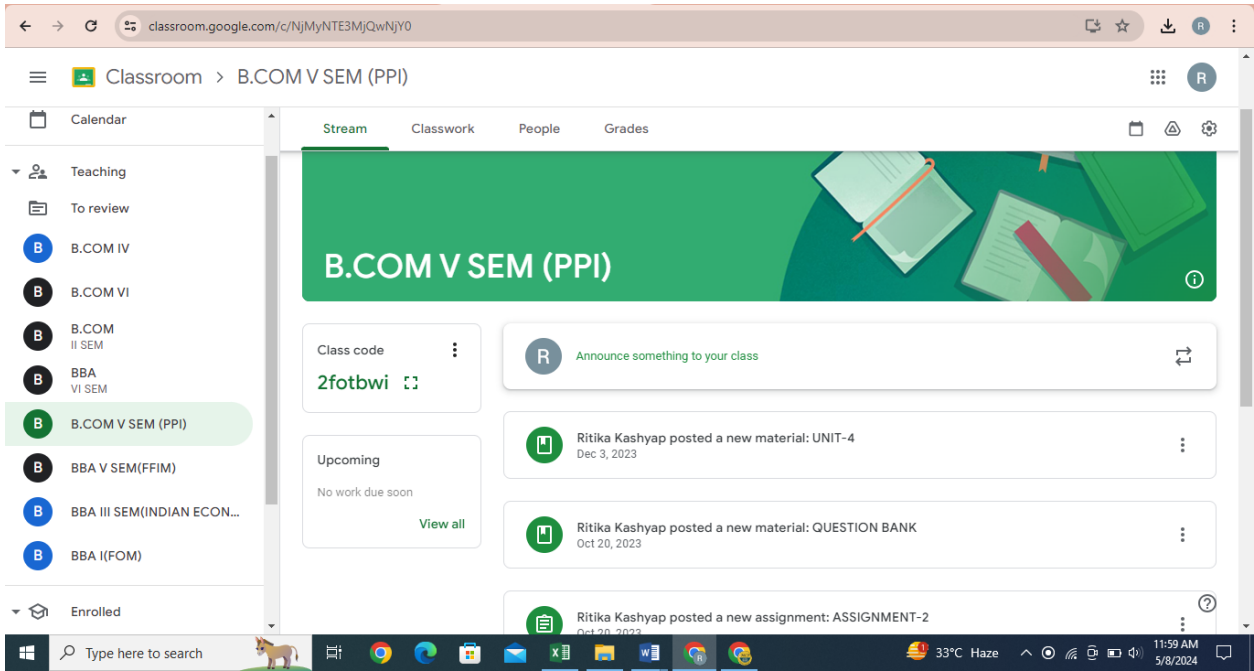 classroom.google.com/c/NjMyNTE3MjQwNjY0
R
Classroom > B.COM V SEM (PPI)
R
Calendar
Teaching
To review
B B.COM IV
B B.COM VI
B B.COM
II SEM
B BBA
VI SEM
B B.COM V SEM (PPI)
B BBA V SEM(FFIM)
B BBA III SEM(INDIAN ECON...
B BBA I(FOM)
Enrolled
Stream Classwork People Grades
B.COM V SEM (PPI)
Class code
2fotbwi
Upcoming
No work due soon
View all
R Announce something to your class
Ritika Kashyap posted a new material: UNIT-4
Dec 3, 2023
Ritika Kashyap posted a new material: QUESTION BANK
Oct 20, 2023
Ritika Kashyap posted a new assignment: ASSIGNMENT-2
Oct 20, 2023
Type here to search
33°C Haze
11:59 AM
5/8/2024